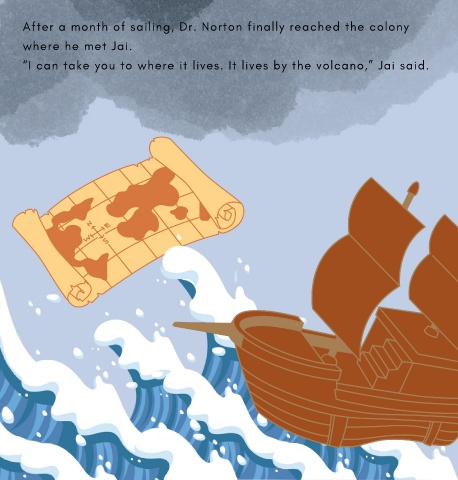 After a month of sailing, Dr. Norton finally reached the colony
where he met Jai.
"I can take you to where it lives. It lives by the volcano," Jai said.
N
E
W
S